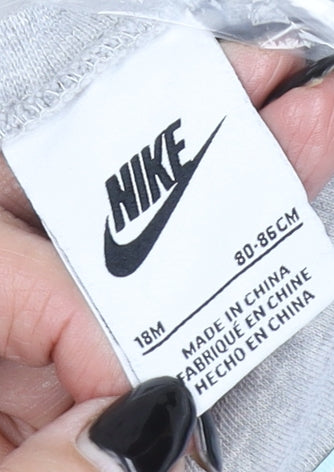 NIKE
18M 80-86CM
MADE IN CHINA
FABRIQUÉ EN CHINE
HECHO EN CHINA